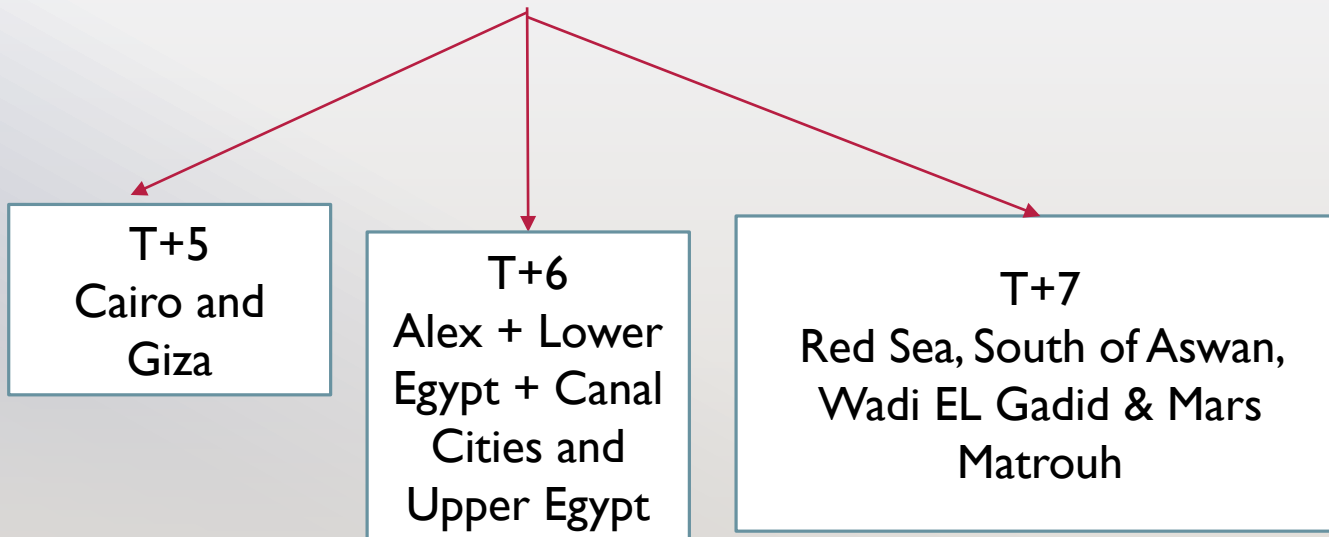 T+5
Cairo and
Giza
T+6
Alex + Lower
Egypt + Canal
Cities and
Upper Egypt
T+7
Red Sea, South of Aswan,
Wadi EL Gadid & Mars
Matrouh